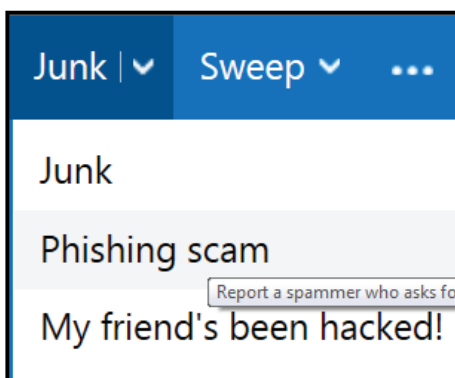 Junk Sweep ...
Junk
Phishing scam
Report a spammer who asks
My friend's been hacked!